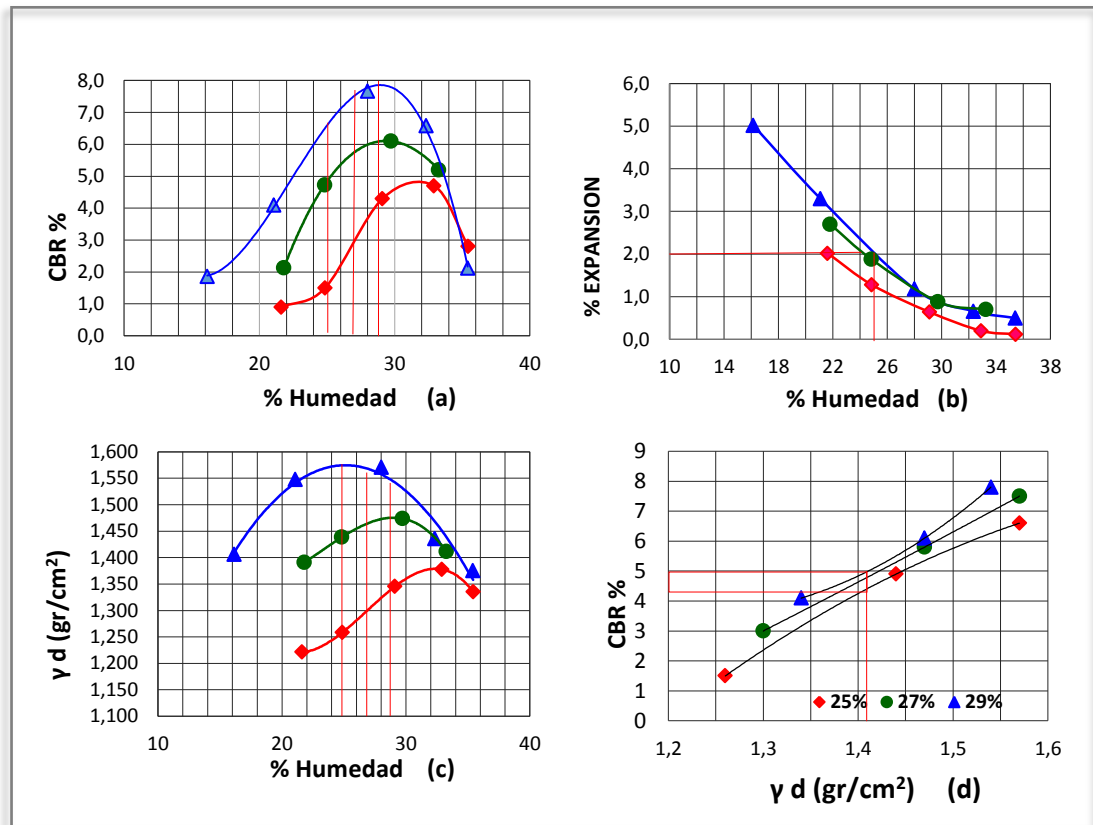 8,0
7,0
6,0
5,0
4,0
3,0
2,0
1,0
0,0
10 20 30 40
CBR %
% Humedad (a)
6,0
5,0
4,0
3,0
2,0
1,0
0,0
10 14 18 22 26 30 34 38
% EXPANSION
% Humedad (b)
1,600
1,550
1,500
1,450
1,400
1,350
1,300
1,250
1,200
1,150
1,100
10 20 30 40
γ d (gr/cm²)
% Humedad (c)
9
8
7
6
5
4
3
2
1
0
1,2 1,3 1,4 1,5 1,6
CBR %
25% 27% 29%
γ d (gr/cm²) (d)